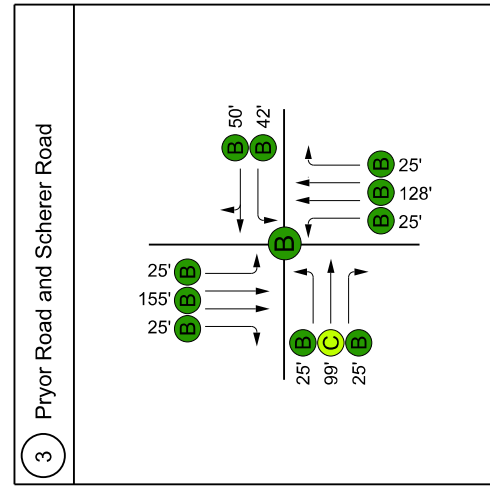 3 Pryor Road and Scherer Road
B 50'
B 42'
25' B
155' B
25' B
B
B 25'
B 128'
B 25'
25' B
99' C
25' B